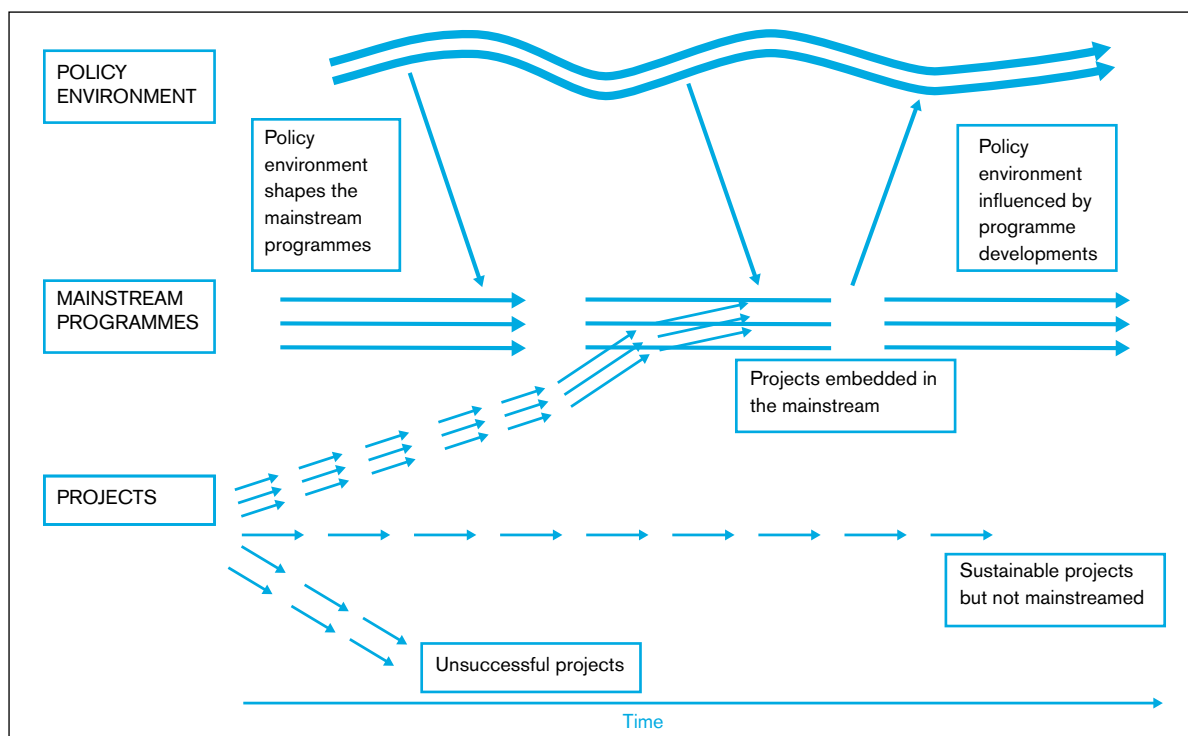 POLICY
ENVIRONMENT
Policy
environment
shapes the
mainstream
programmes
Policy
environment
influenced by
programme
developments
MAINSTREAM
PROGRAMMES
Projects embedded in
the mainstream
PROJECTS
Sustainable projects
but not mainstreamed
Unsuccessful projects
Time